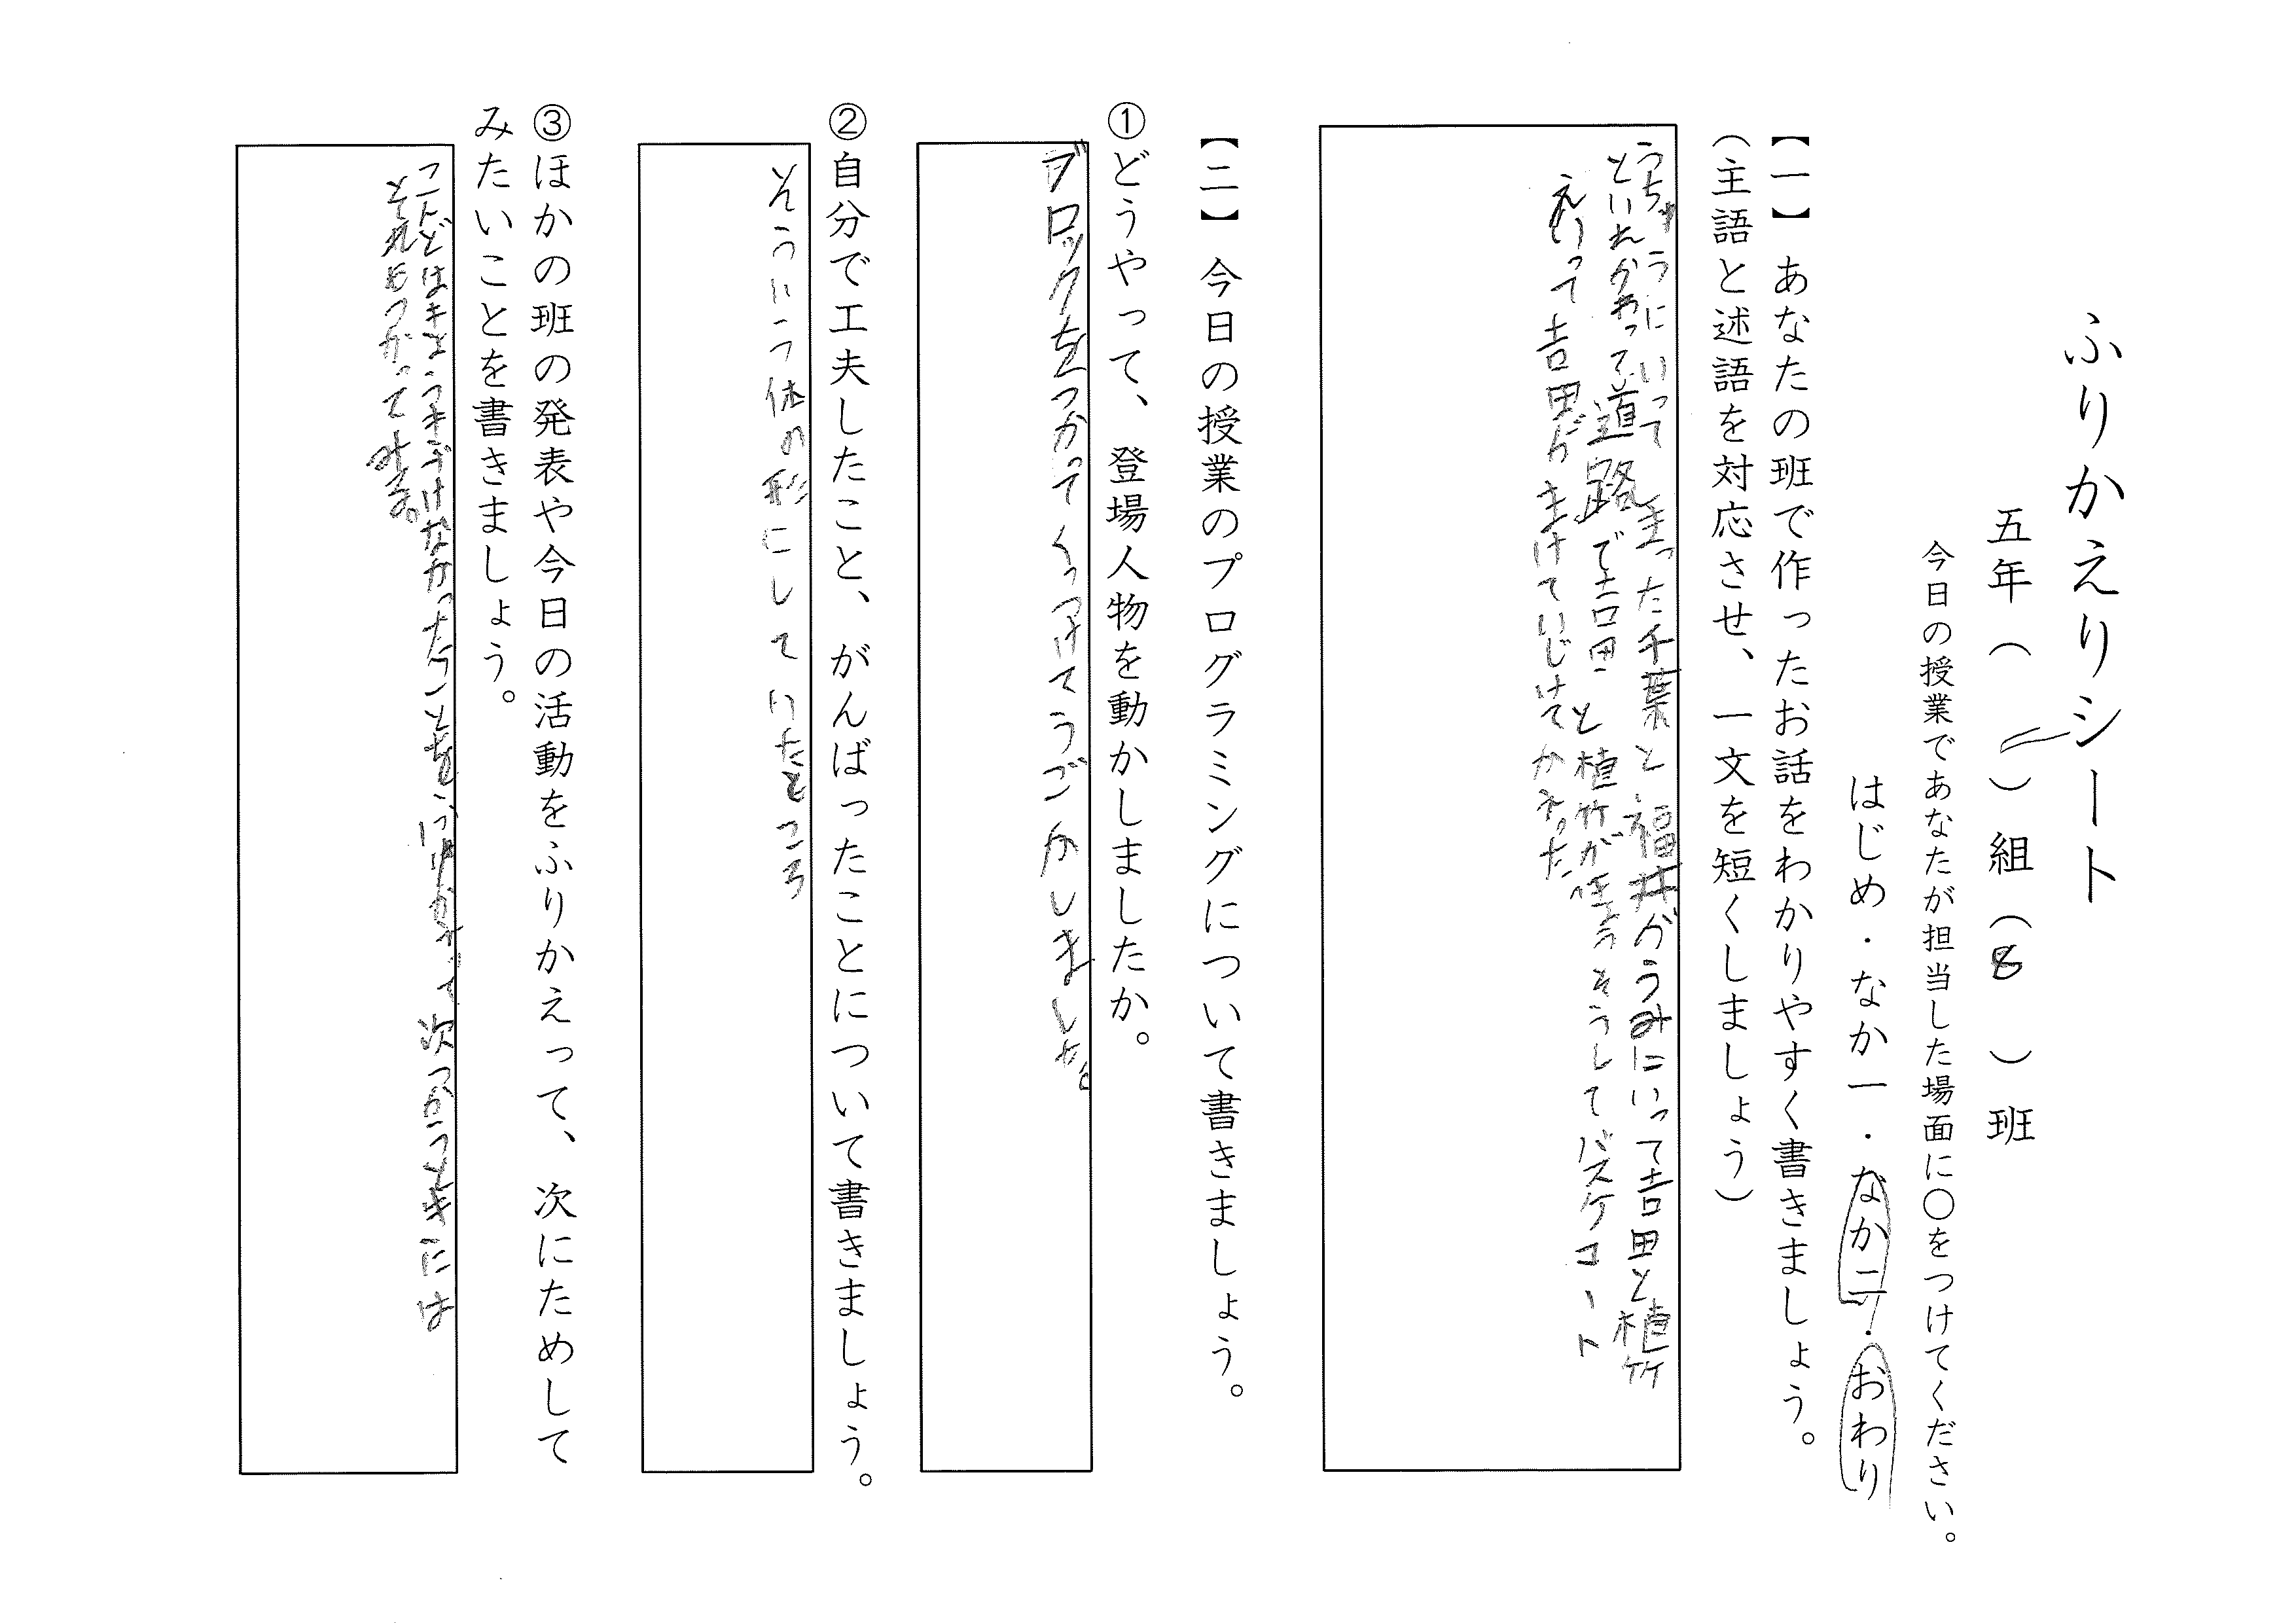 ふりかえりシート
五年（　）組（8）班
今日の授業であなたが担当した場面に○をつけてください。
はじめ・なか一・なか二・おわり
【一】あなたの班で作ったお話をわかりやすく書きましょう。
（主語と述語を対応させ、一文を短くしましょう）
うちゅうにいって まった千葉と福井がうみにいって吉田と植竹
といれかわって道路で吉田と植竹が そうしてバスケコート
えいって吉田がまけていじけてかえった
【二】今日の授業のプログラミングについて書きましょう。
①どうやって、登場人物を動かしましたか。
ブロックをつかってくっつけてうごかしました
②自分で工夫したこと、がんばったことについて書きましょう。
そういう体の形にしていたところ
③ほかの班の発表や今日の活動をふりかえって、次にためして
みたいことを書きましょう。
こんどはきょううごけなかったことを 次つかうときには
それもつかってみる。